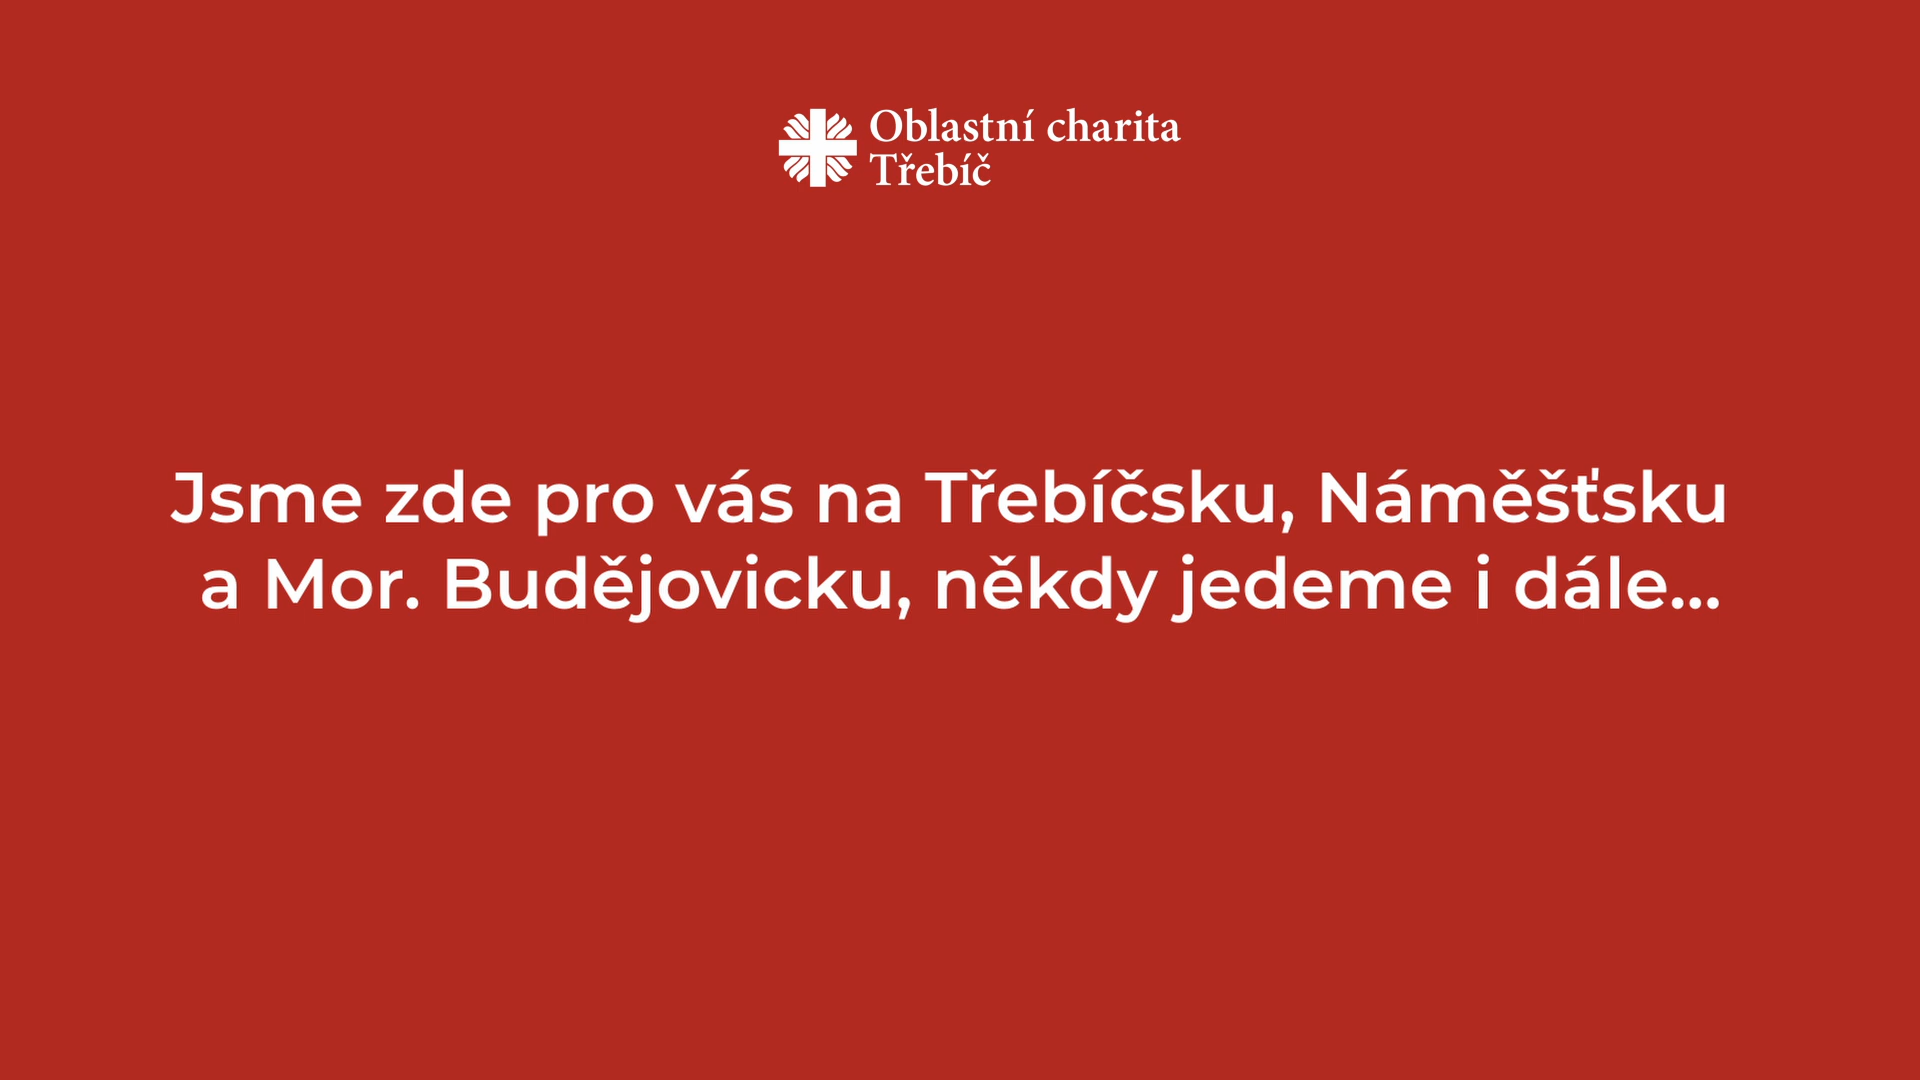 Oblastní charita
Třebíč
Jsme zde pro vás na Třebíčsku, Náměšťsku
a Mor. Budějovicku, někdy jedeme i dále...